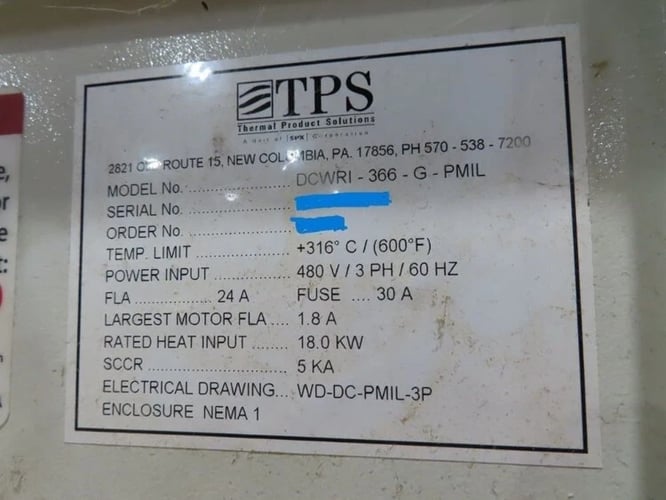 TPS
Thermal Product Solutions
A unit of SPX Corporation
2821 OLD ROUTE 15, NEW COLUMBIA, PA. 17856, PH 570 - 538 - 7200
MODEL No. .................... DCWRI - 366 - G - PMIL
SERIAL No. ....................
ORDER No. ....................
TEMP. LIMIT .................. +316° C / (600°F)
POWER INPUT ............... 480 V / 3 PH / 60 HZ
FLA .................. 24 A FUSE .... 30 A
LARGEST MOTOR FLA .... 1.8 A
RATED HEAT INPUT ........ 18.0 KW
SCCR ........................... 5 KA
ELECTRICAL DRAWING... WD-DC-PMIL-3P
ENCLOSURE NEMA 1
e,
or
e
t: